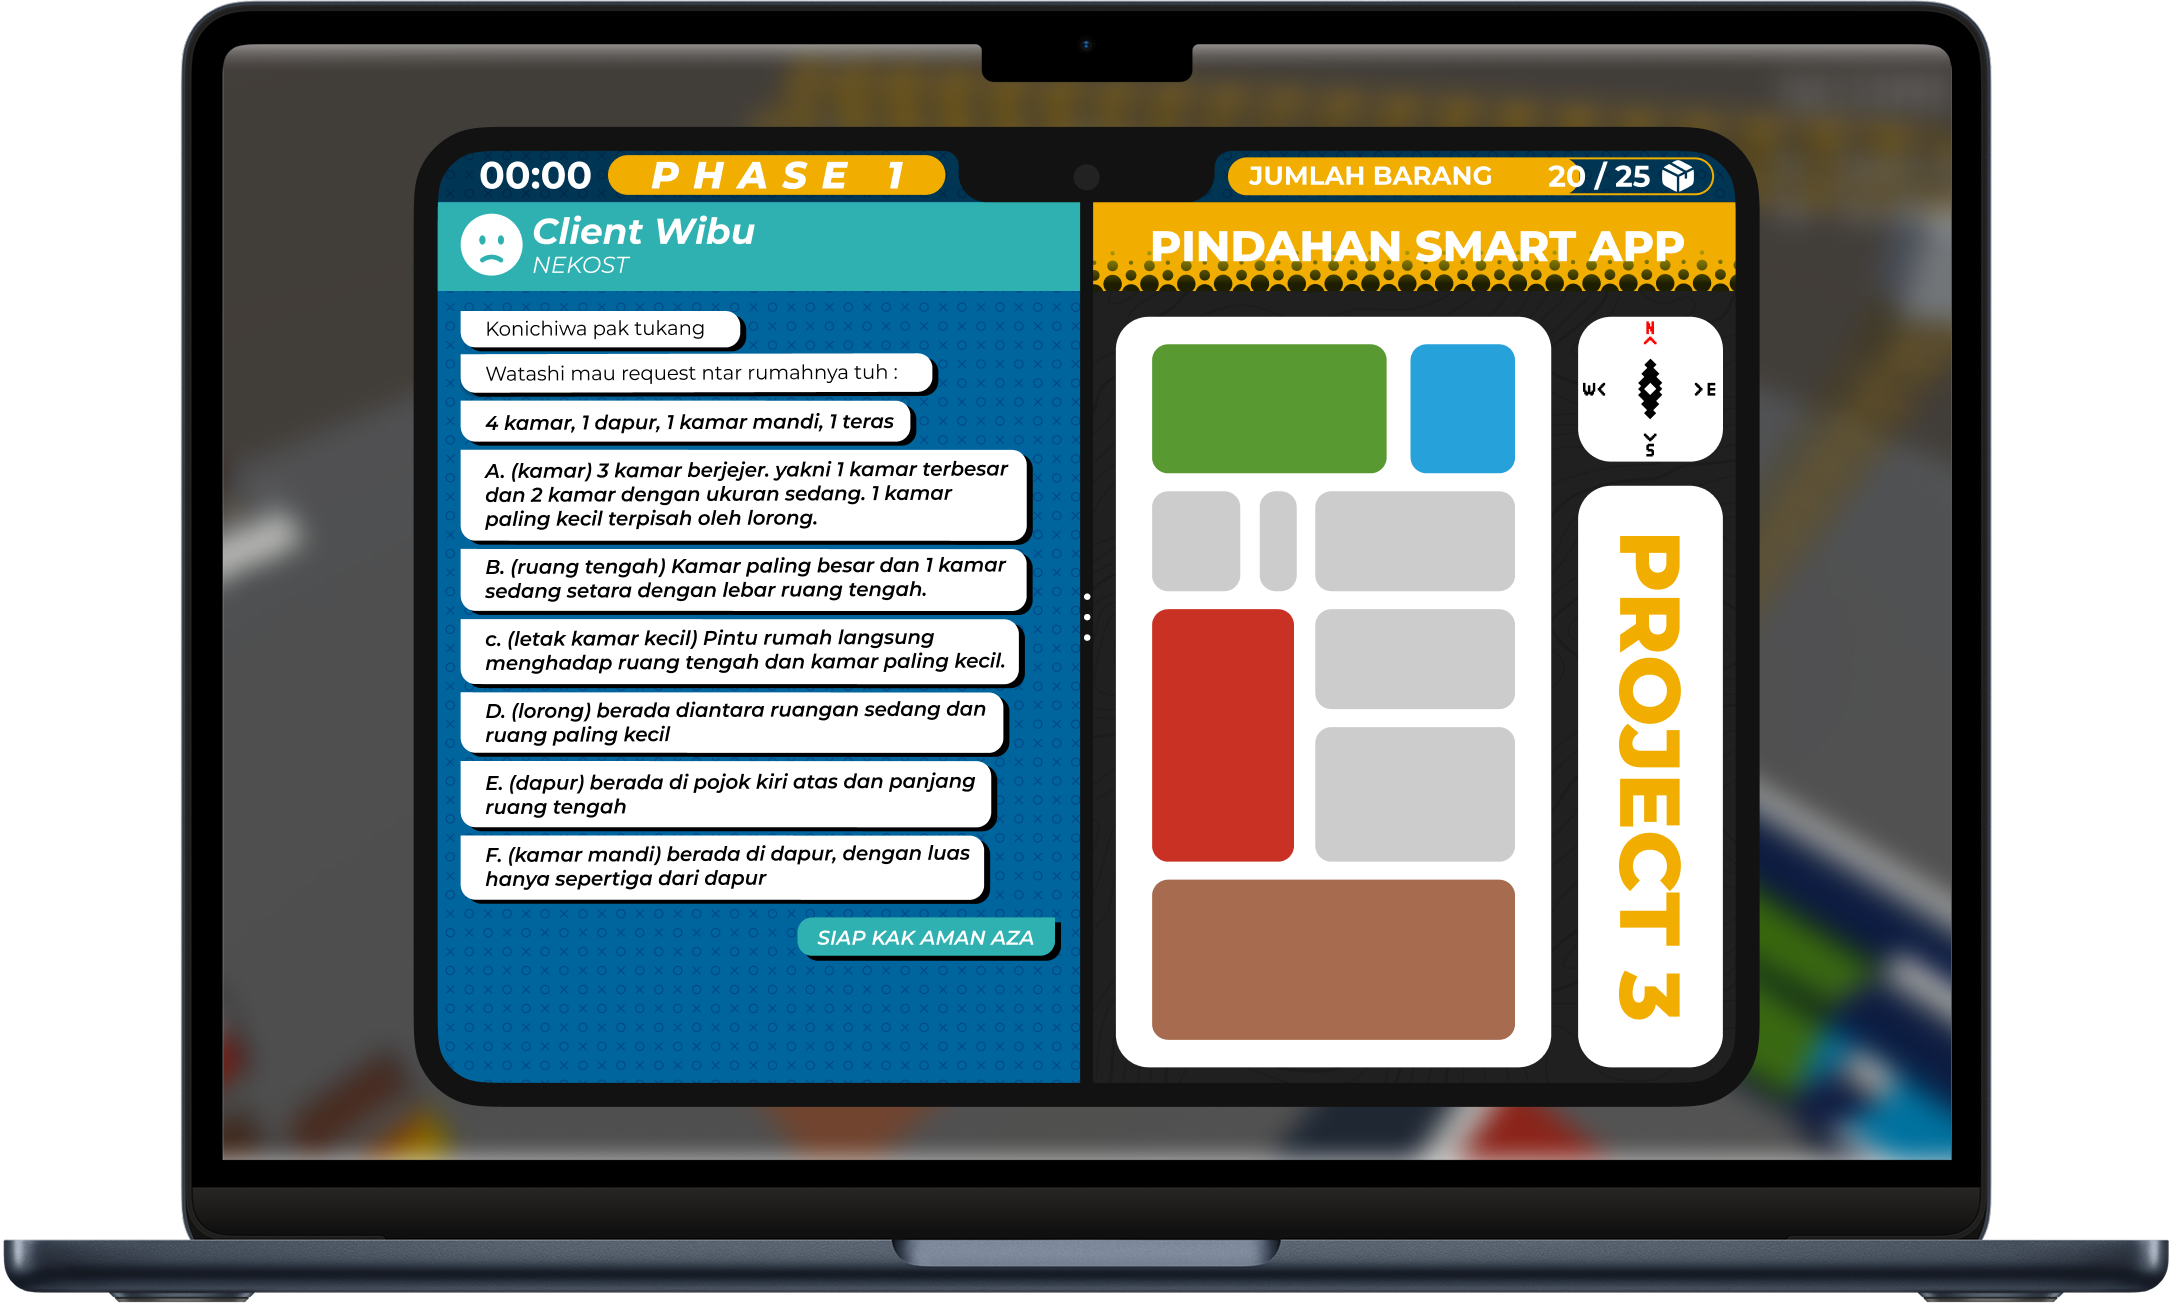 00:00
PHASE 1
JUMLAH BARANG
20 / 25
Client Wibu
NEKOST
Konichiwa pak tukang
Watashi mau request ntar rumahnya tuh :
4 kamar, 1 dapur, 1 kamar mandi, 1 teras
A. (kamar) 3 kamar berjejer. yakni 1 kamar terbesar
dan 2 kamar dengan ukuran sedang. 1 kamar
paling kecil terpisah oleh lorong.
B. (ruang tengah) Kamar paling besar dan 1 kamar
sedang setara dengan lebar ruang tengah.
c. (letak kamar kecil) Pintu rumah langsung
menghadap ruang tengah dan kamar paling kecil.
D. (lorong) berada diantara ruangan sedang dan
ruang paling kecil
E. (dapur) berada di pojok kiri atas dan panjang
ruang tengah
F. (kamar mandi) berada di dapur, dengan luas
hanya sepertiga dari dapur
SIAP KAK AMAN AZA
PINDAHAN SMART APP
N
W
E
S
PROJECT 3